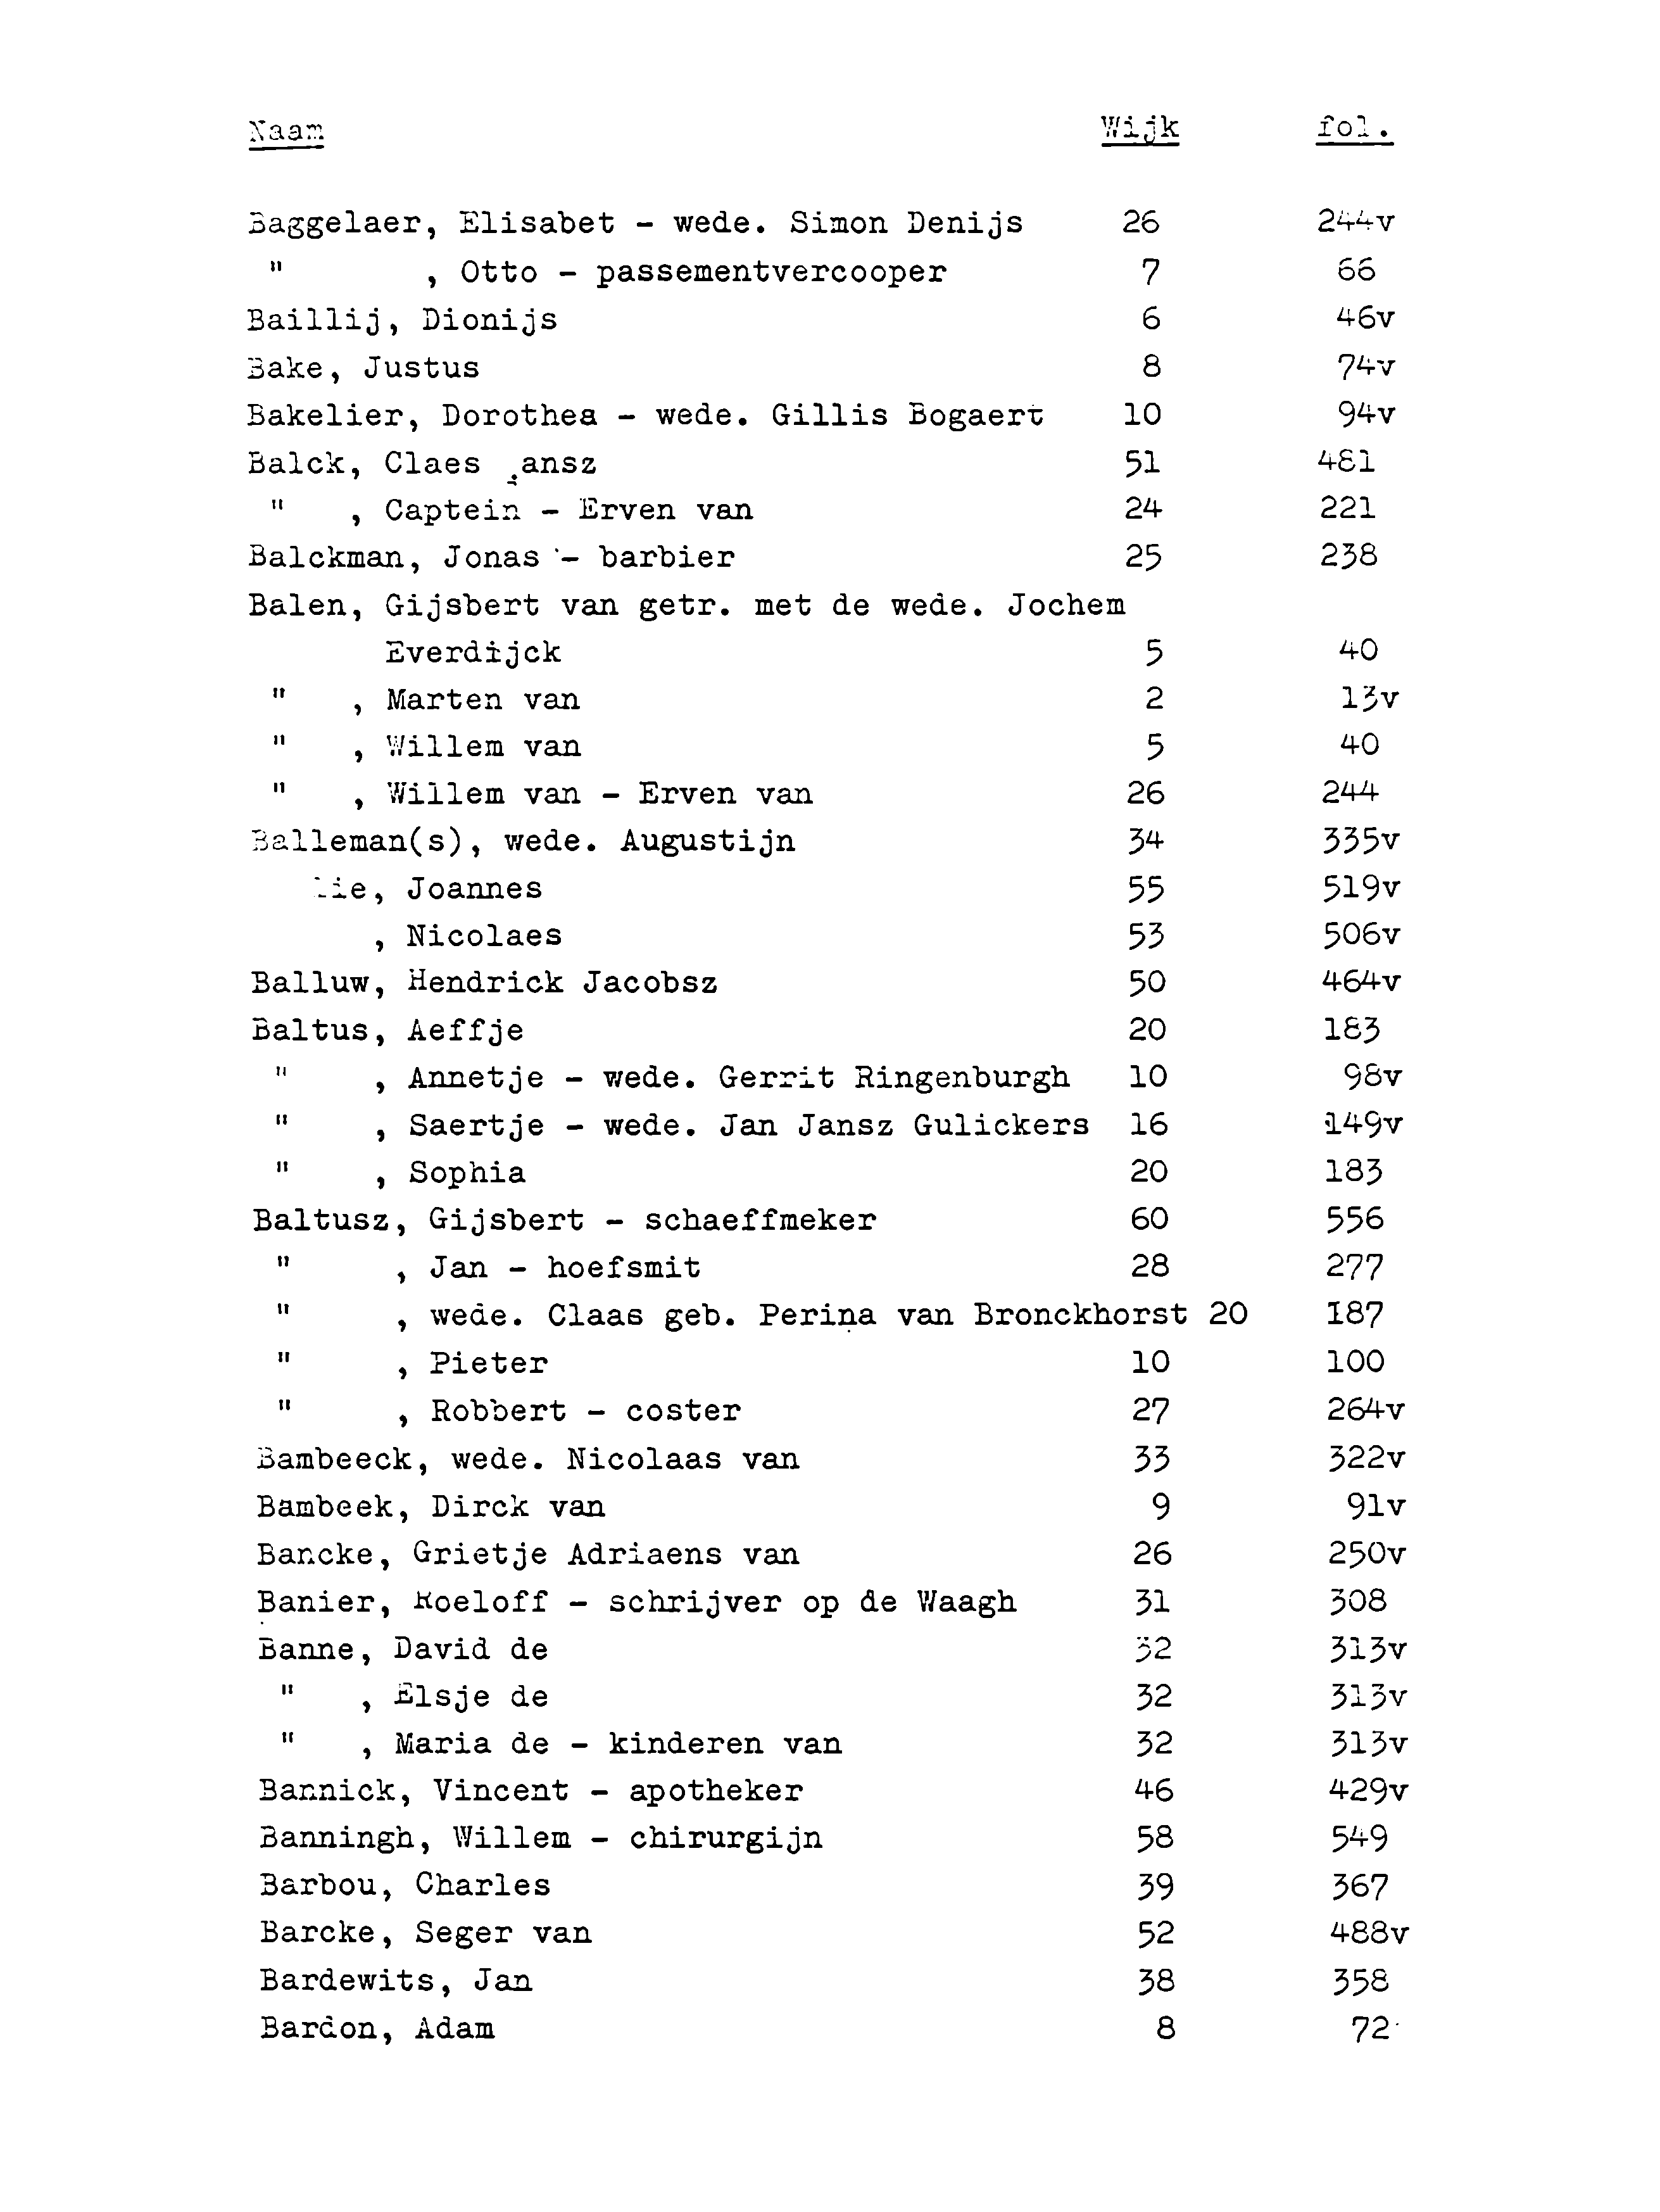 Naam Wijk fol.
Baggelaer, Elisabet - wede. Simon Denijs 26 244v
" , Otto - passementvercooper 7 66
Baillij, Dionijs 6 46v
Bake, Justus 8 74v
Bakelier, Dorothea - wede. Gillis Bogaert 10 94v
Balck, Claes 51 481
" , Captein - Erven van 24 221
Balckman, Jonas - barbier 25 238
Balen, Gijsbert van getr. met de wede. Jochem
Everdijck 5 40
" , Marten van 2 13v
" , Willem van 5 40
" , Willem van - Erven van 26 244
Balleman(s), wede. Augustijn 34 335v
lie, Joannes 55 519v
, Nicolaes 53 506v
Balluw, Hendrick Jacobsz 50 464v
Baltus, Aeffje 20 183
" , Annetje - wede. Gerrit Ringenburgh 10 98v
" , Saertje - wede. Jan Jansz Gulickers 16 149v
" , Sophia 20 183
Baltusz, Gijsbert - schaeffmeker 60 556
" , Jan - hoefsmit 28 277
" , wede. Claas geb. Perina van Bronckhorst 20 187
" , Pieter 10 100
" , Robbert - coster 27 264v
Bambeeck, wede. Nicolaas van 33 322v
Bambeek, Dirck van 9 91v
Bancke, Grietje Adriaens van 26 250v
Banier, Roeloff - schrijver op de Waagh 31 308
Banne, David de 32 313v
" , Elsje de 32 313v
" , Maria de - kinderen van 32 313v
Bannick, Vincent - apotheker 46 429v
Banningh, Willem - chirurgijn 58 549
Barbou, Charles 39 367
Barcke, Seger van 52 488v
Bardewits, Jan 38 358
Bardon, Adam 8 72